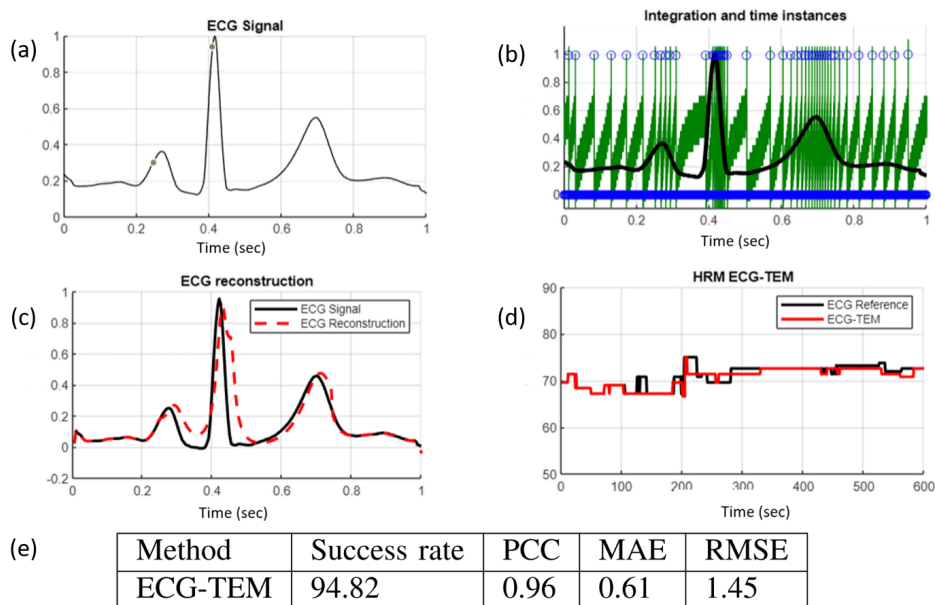 (a)
ECG Signal
1
0.8
0.6
0.4
0.2
0
0 0.2 0.4 0.6 0.8 1
Time (sec)
(b)
Integration and time instances
1
0.8
0.6
0.4
0.2
0
0 0.2 0.4 0.6 0.8 1
Time (sec)
(c)
ECG reconstruction
ECG Signal
ECG Reconstruction
1
0.8
0.6
0.4
0.2
0
-0.2
0 0.2 0.4 0.6 0.8 1
Time (sec)
(d)
HRM ECG-TEM
ECG Reference
ECG-TEM
90
80
70
60
50
0 100 200 300 400 500 600
Time (sec)
(e)
Method Success rate PCC MAE RMSE
ECG-TEM 94.82 0.96 0.61 1.45